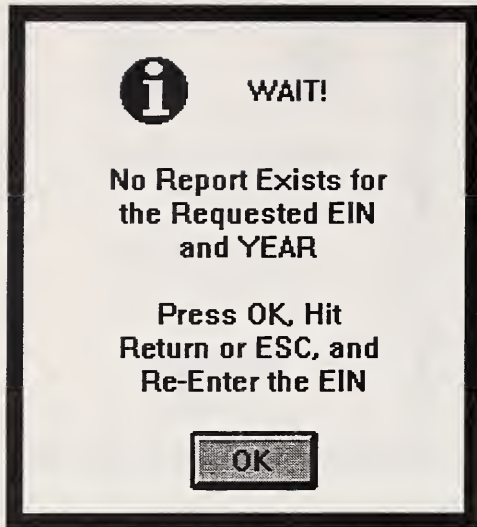 i WAIT!
No Report Exists for
the Requested EIN
and YEAR
Press OK, Hit
Return or ESC, and
Re-Enter the EIN
OK